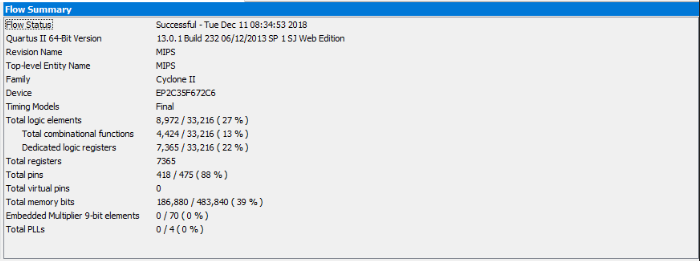 Flow Summary
Flow Status Successful - Tue Dec 11 08:34:53 2018
Quartus II 64-Bit Version 13.0.1 Build 232 06/12/2013 SP 1 SJ Web Edition
Revision Name MIPS
Top-level Entity Name MIPS
Family Cyclone II
Device EP2C35F672C6
Timing Models Final
Total logic elements 8,972 / 33,216 ( 27 % )
Total combinational functions 4,424 / 33,216 ( 13 % )
Dedicated logic registers 7,365 / 33,216 ( 22 % )
Total registers 7365
Total pins 418 / 475 ( 88 % )
Total virtual pins 0
Total memory bits 186,880 / 483,840 ( 39 % )
Embedded Multiplier 9-bit elements 0 / 70 ( 0 % )
Total PLLs 0 / 4 ( 0 % )